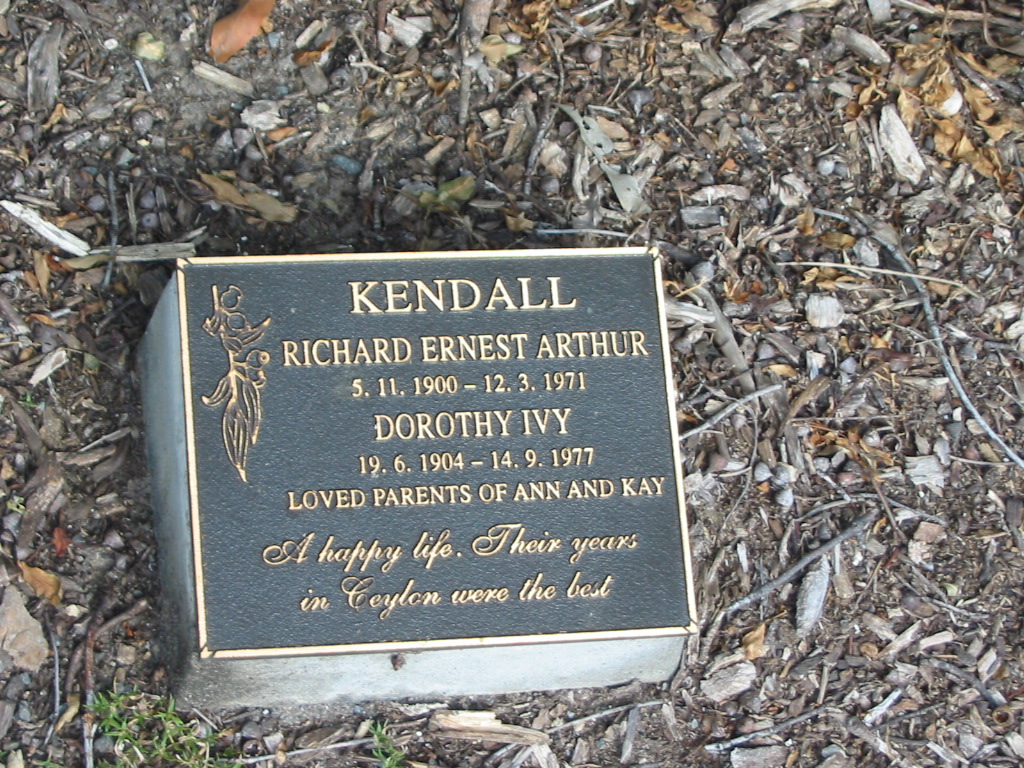 KENDALL
RICHARD ERNEST ARTHUR
5. 11. 1900 – 12. 3. 1971
DOROTHY IVY
19. 6. 1904 – 14. 9. 1977
LOVED PARENTS OF ANN AND KAY
A happy life. Their years
in Ceylon were the best